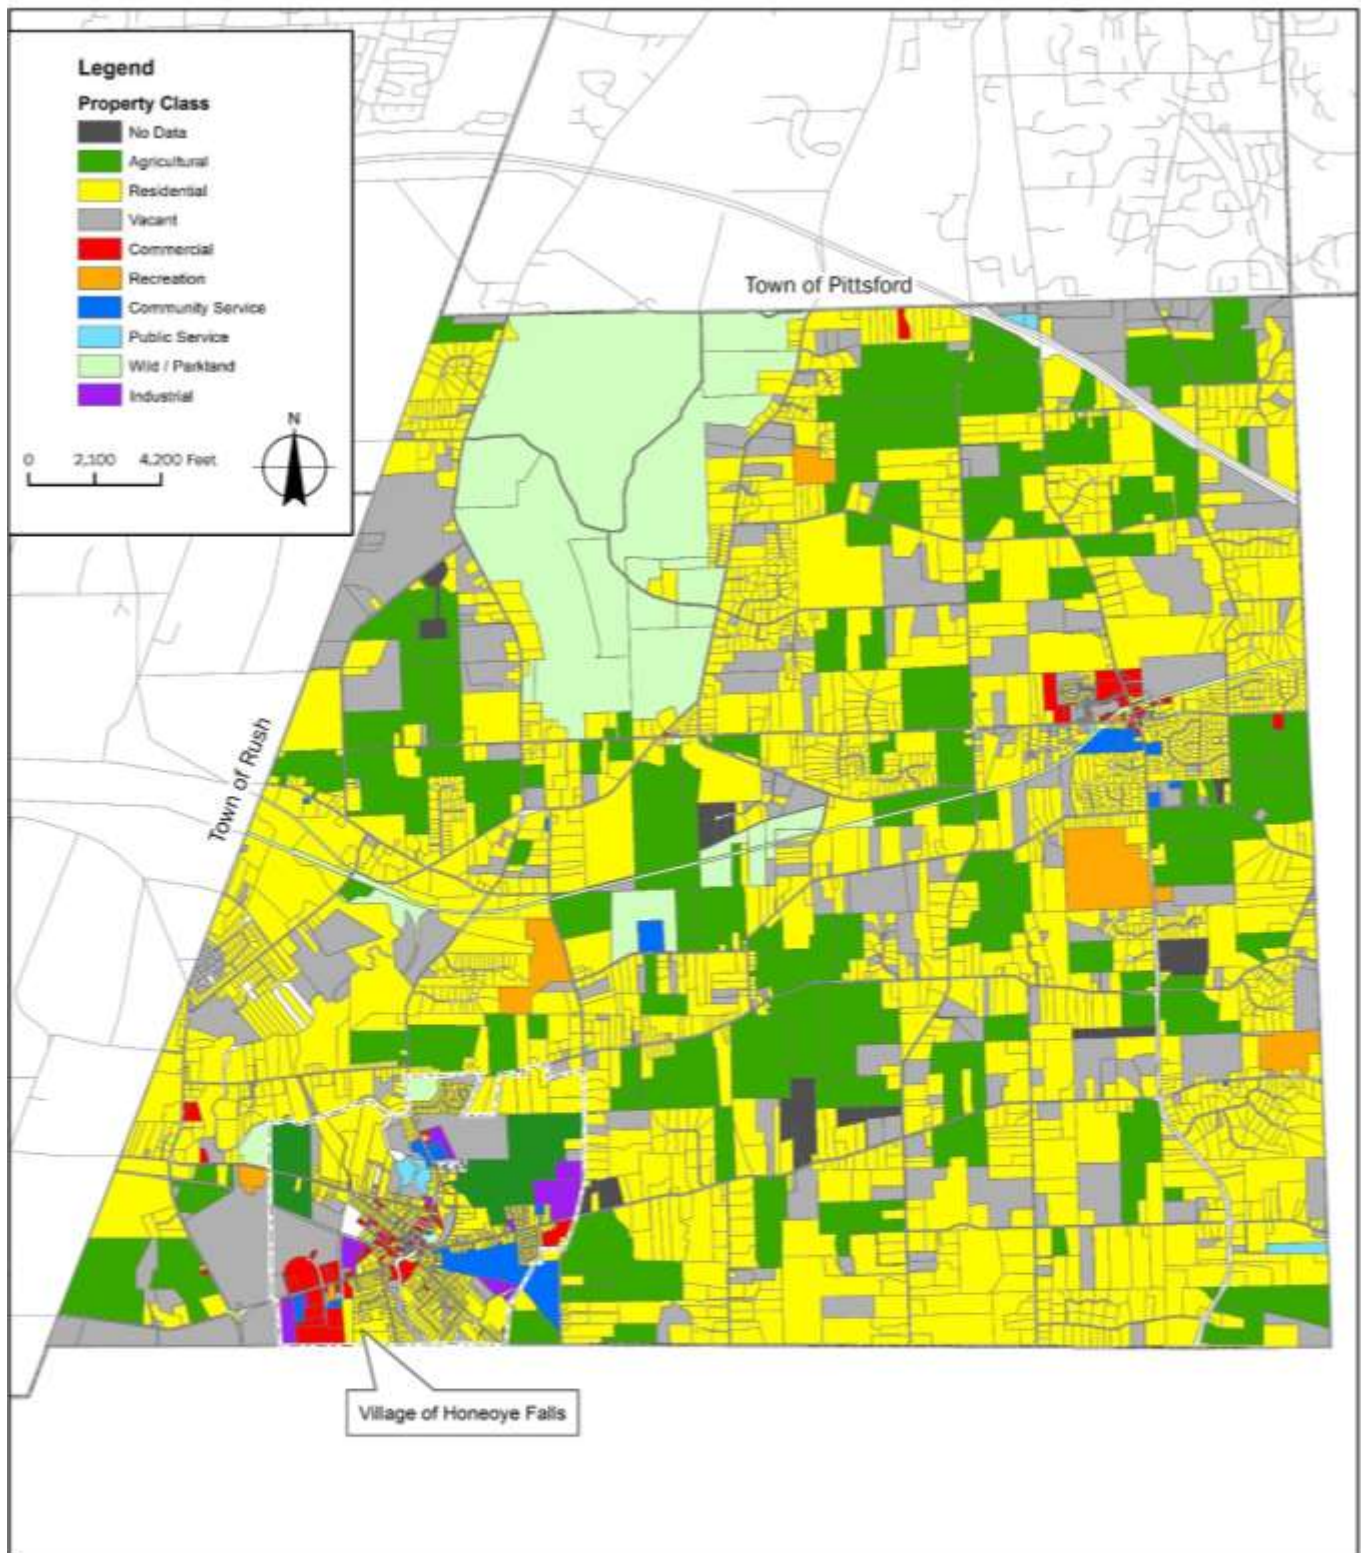 Legend
Property Class
No Data
Agricultural
Residential
Vacant
Commercial
Recreation
Community Service
Public Service
Wild / Parkland
Industrial
N
0 2,100 4,200 Feet
Town of Pittsford
Town of Rush
Village of Honeoye Falls